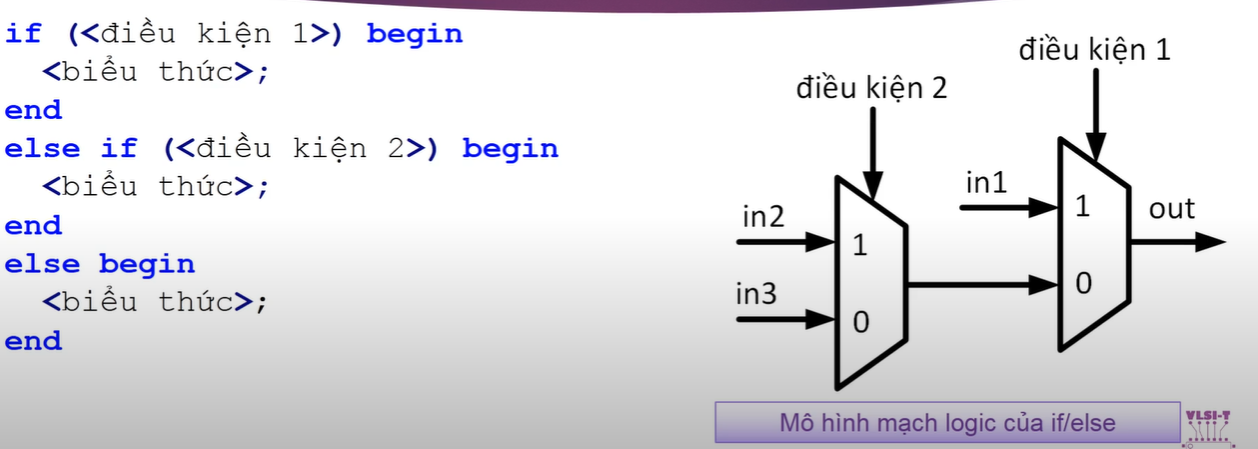 if (<điều kiện 1>) begin
<biểu thức>;
end
else if (<điều kiện 2>) begin
<biểu thức>;
end
else begin
<biểu thức>;
end
điều kiện 1
điều kiện 2
in1
1
out
in2
1
0
in3
0
Mô hình mạch logic của if/else
VLSI-T